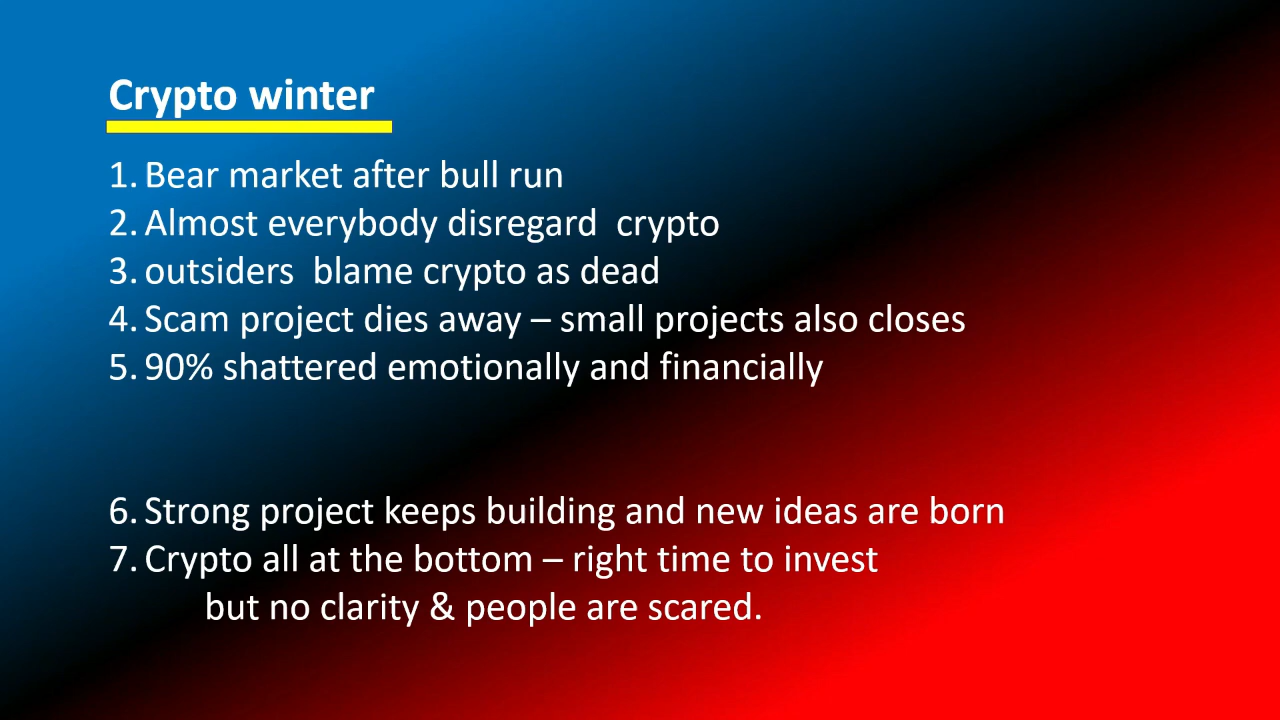 Crypto winter
1. Bear market after bull run
2. Almost everybody disregard  crypto
3. outsiders  blame crypto as dead
4. Scam project dies away – small projects also closes
5. 90% shattered emotionally and financially
6. Strong project keeps building and new ideas are born
7. Crypto all at the bottom – right time to invest
but no clarity & people are scared.